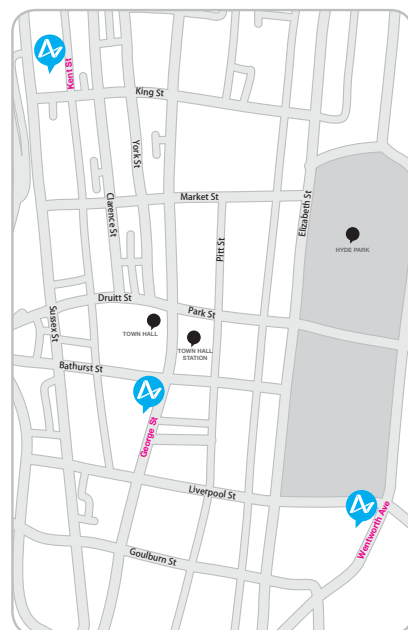 Kent St
King St
York St
Market St
Clarence St
Elizabeth St
Pitt St
HYDE PARK
Druitt St
Park St
Sussex St
TOWN HALL
TOWN HALL
STATION
Bathurst St
George St
Liverpool St
Wentworth Ave
Goulburn St